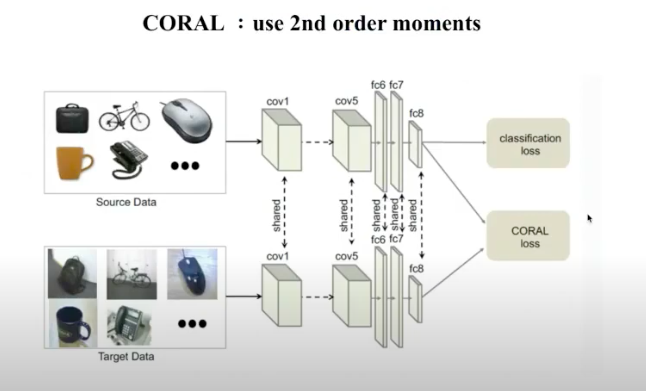 CORAL : use 2nd order moments
cov1
cov5
fc6 fc7
fc8
classification
loss
Source Data
shared
shared
shared
shared
shared
CORAL
loss
cov1
cov5
fc6 fc7
fc8
Target Data